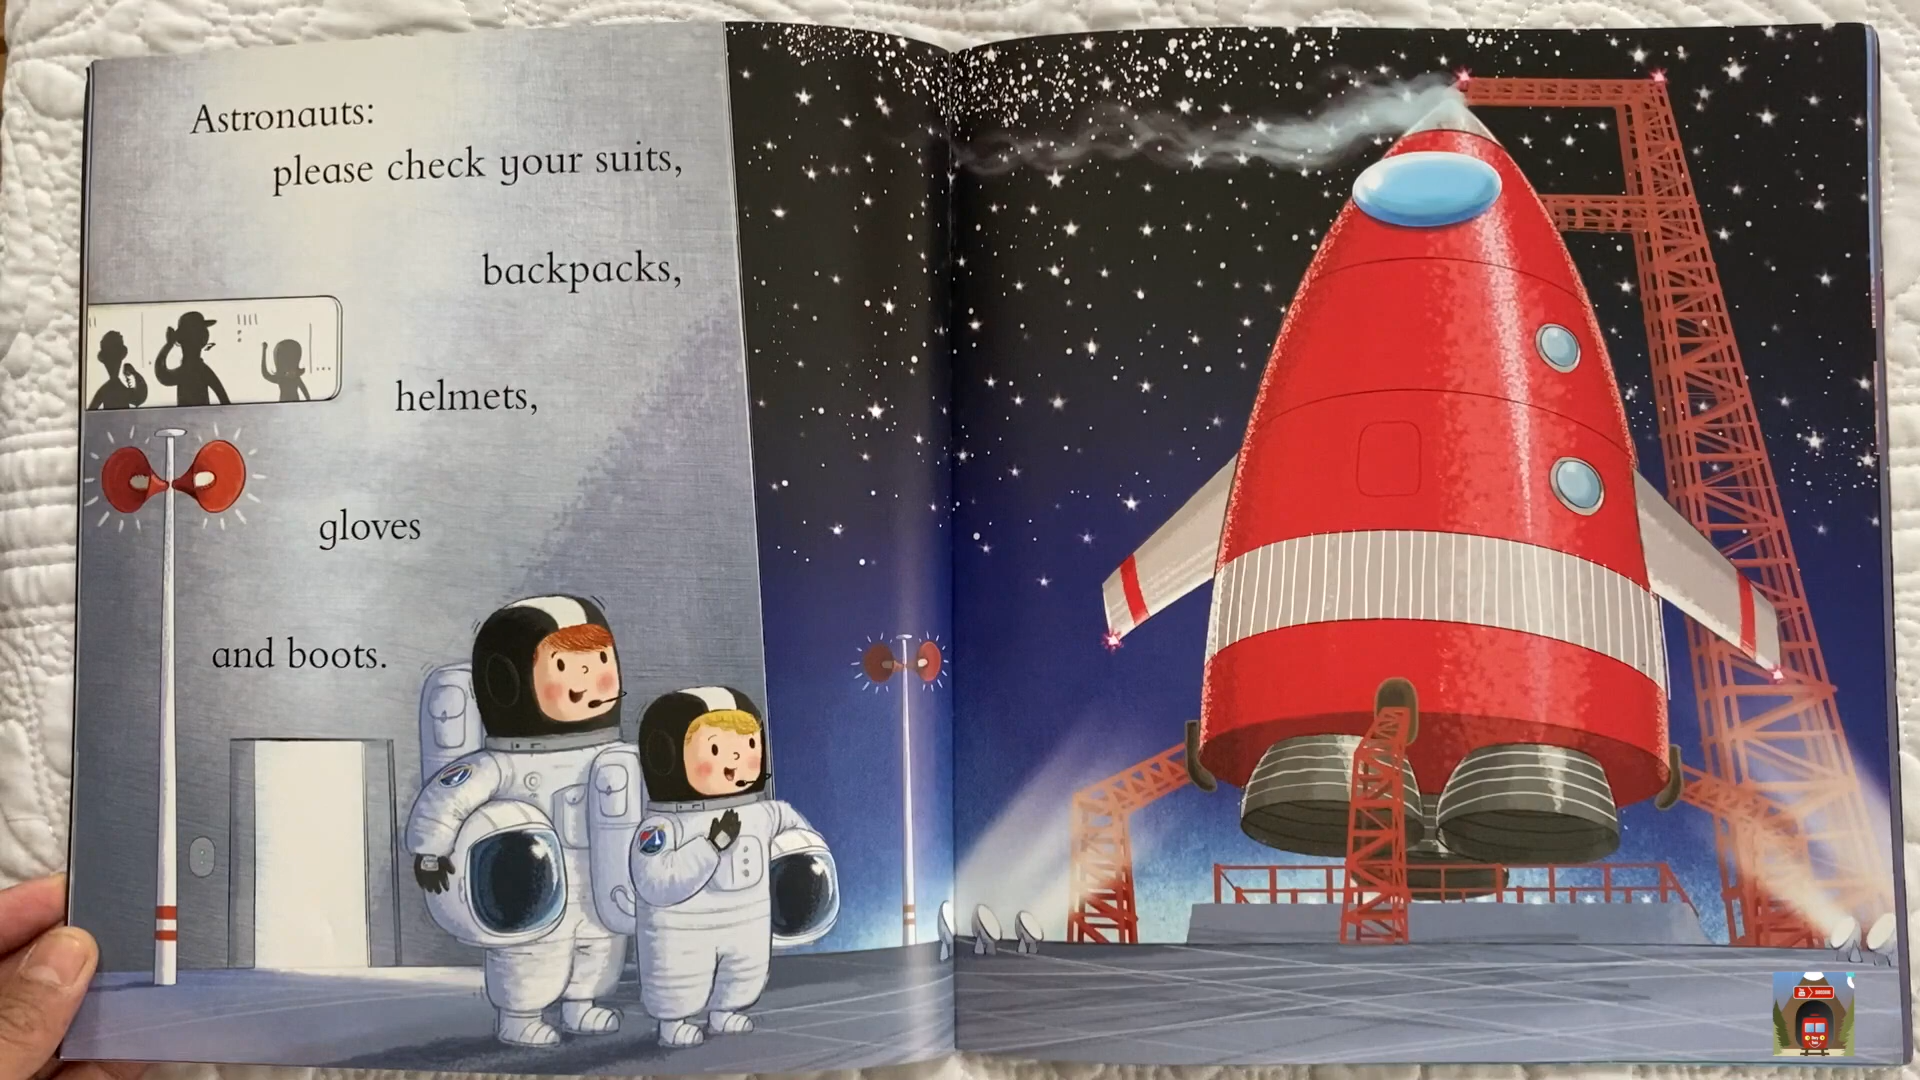 Astronauts:
please check your suits,
backpacks,
helmets,
gloves
and boots.